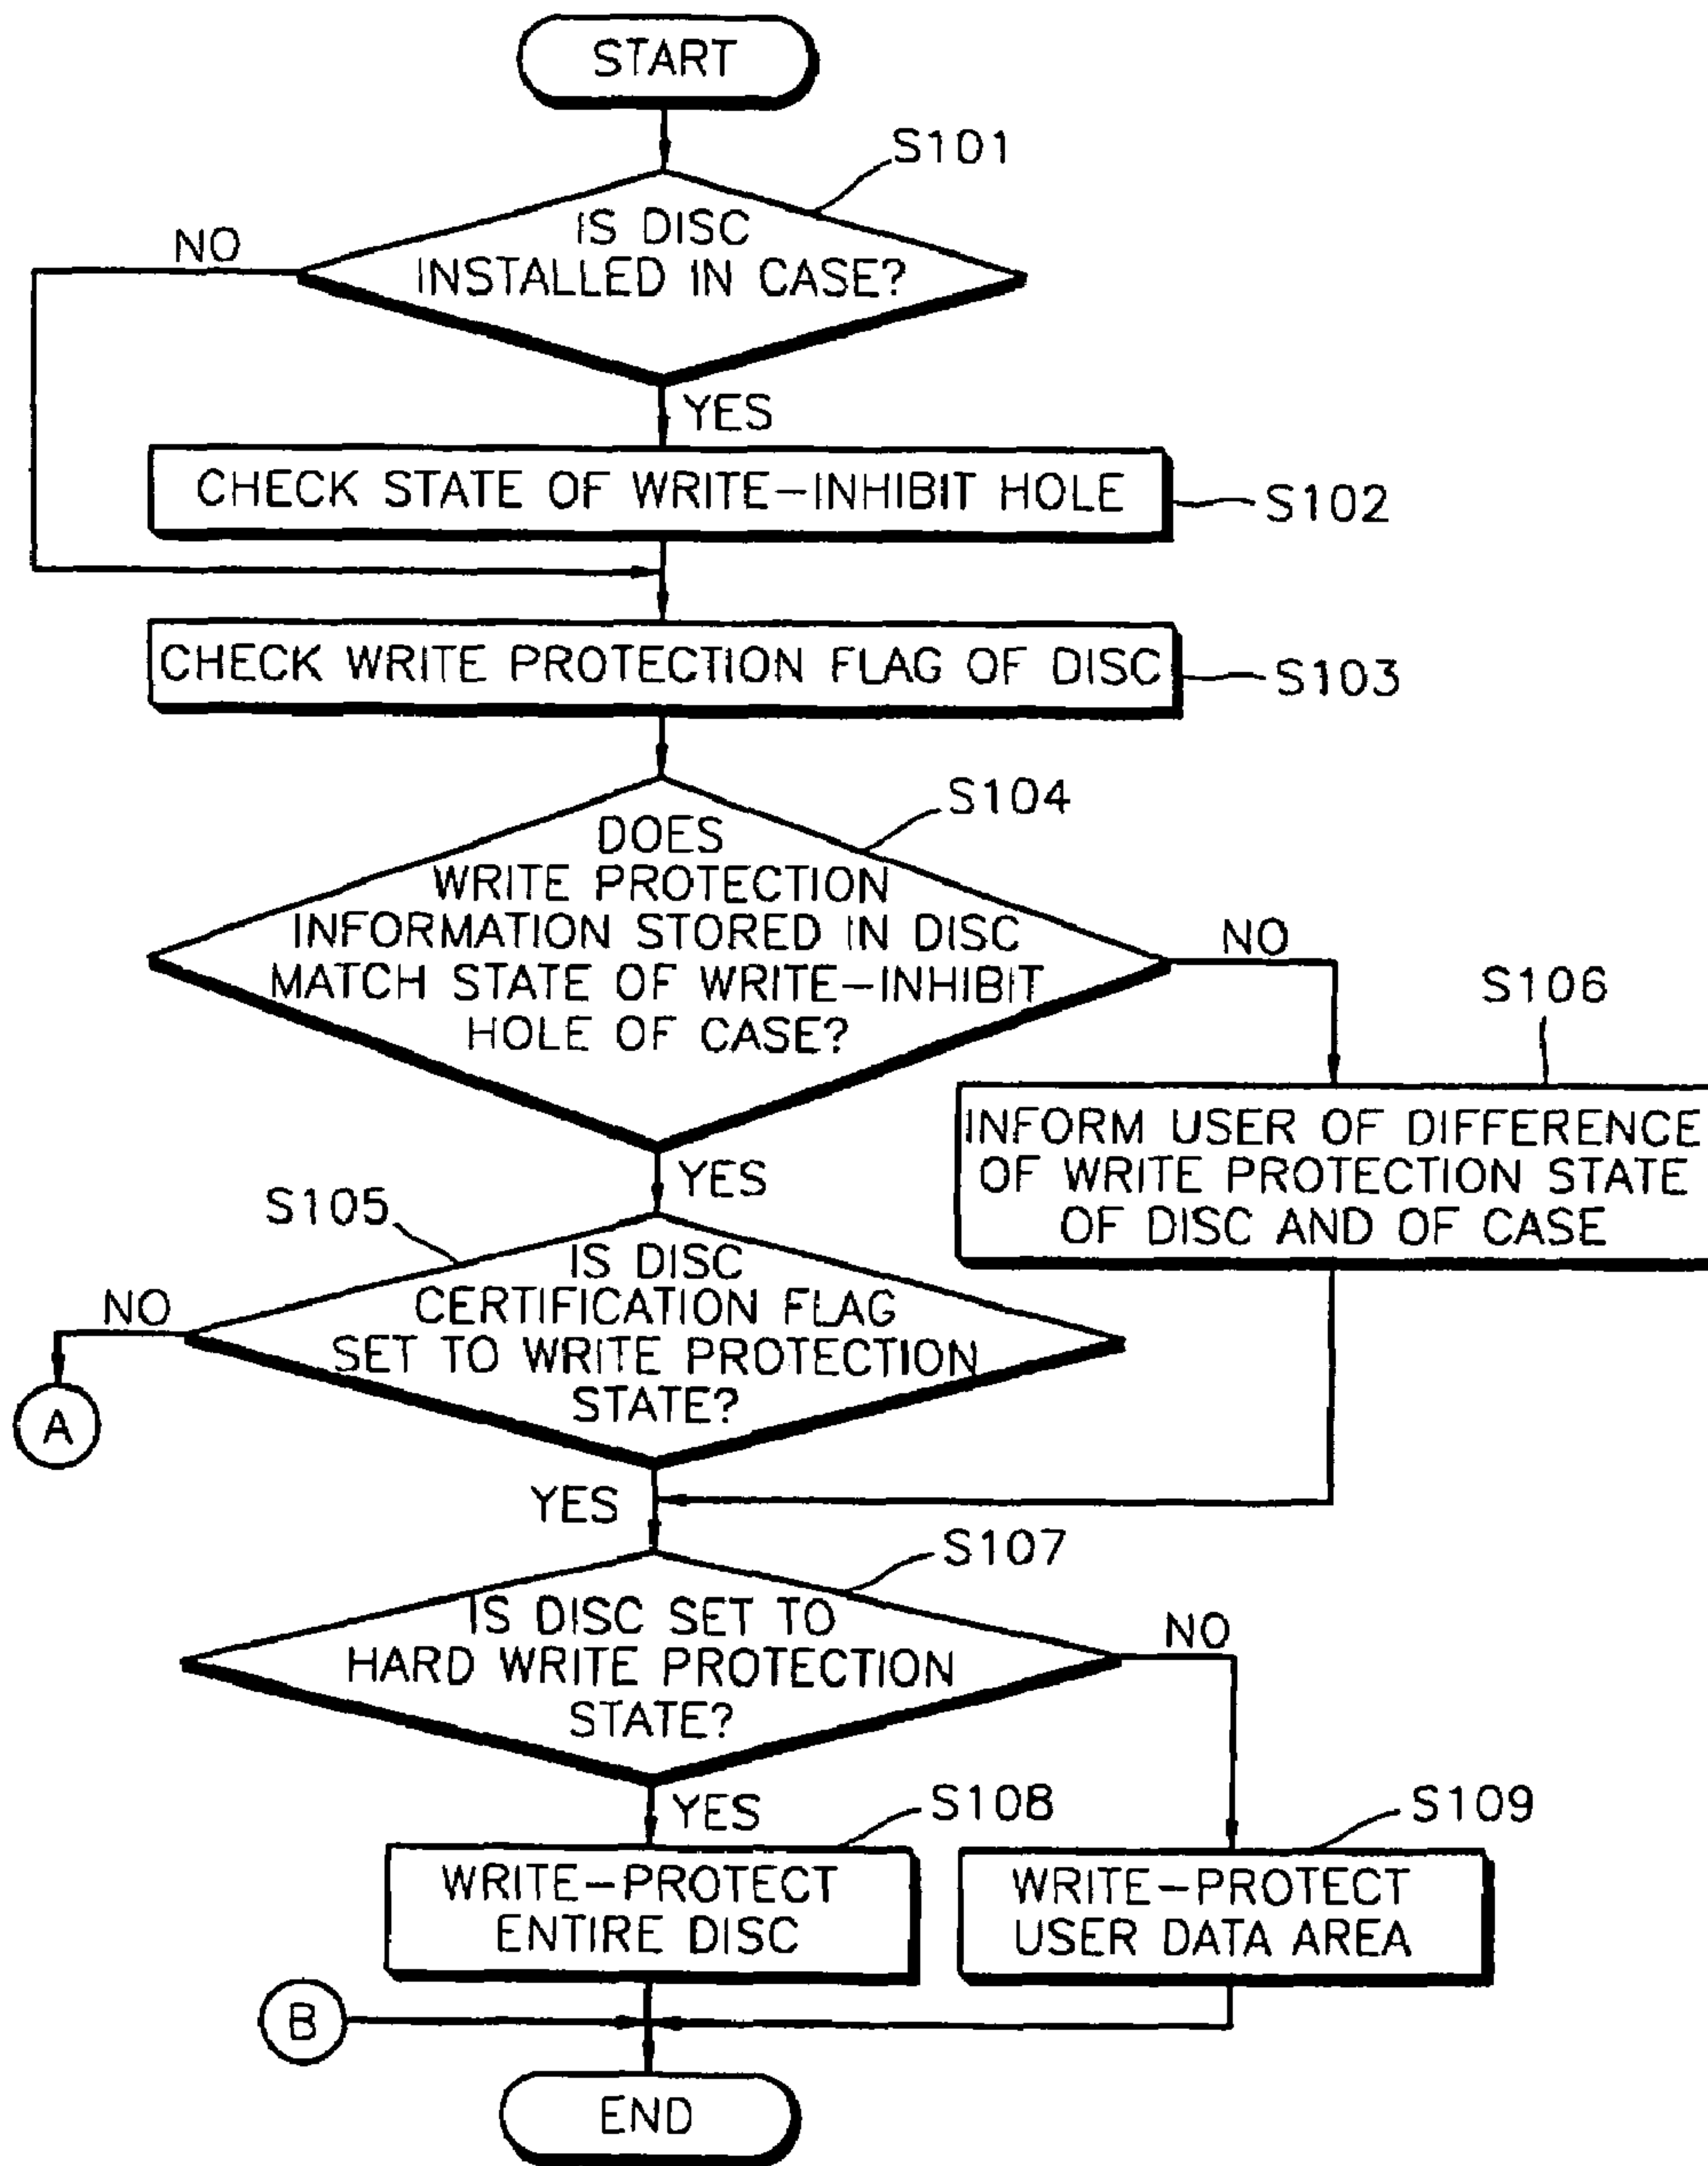 START
S101
IS DISC
INSTALLED IN CASE?
NO
YES
CHECK STATE OF WRITE-INHIBIT HOLE
S102
CHECK WRITE PROTECTION FLAG OF DISC
S103
S104
DOES
WRITE PROTECTION
INFORMATION STORED IN DISC
MATCH STATE OF WRITE-INHIBIT
HOLE OF CASE?
NO
S106
INFORM USER OF DIFFERENCE
OF WRITE PROTECTION STATE
OF DISC AND OF CASE
YES
S105
IS DISC
CERTIFICATION FLAG
SET TO WRITE PROTECTION
STATE?
NO
A
YES
S107
IS DISC SET TO
HARD WRITE PROTECTION
STATE?
NO
YES
S108
S109
WRITE-PROTECT
ENTIRE DISC
WRITE-PROTECT
USER DATA AREA
B
END